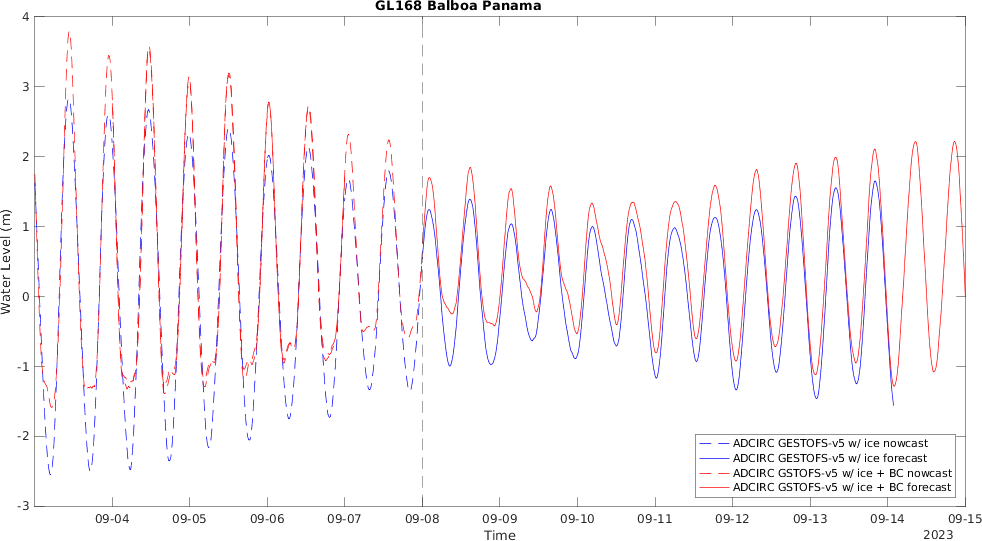 GL168 Balboa Panama
Water Level (m)
4
3
2
1
0
-1
-2
-3
09-04 09-05 09-06 09-07 09-08 09-09 09-10 09-11 09-12 09-13 09-14 09-15
Time
2023
ADCIRC GESTOFS-v5 w/ ice nowcast
ADCIRC GESTOFS-v5 w/ ice forecast
ADCIRC GSTOFS-v5 w/ ice + BC nowcast
ADCIRC GSTOFS-v5 w/ ice + BC forecast